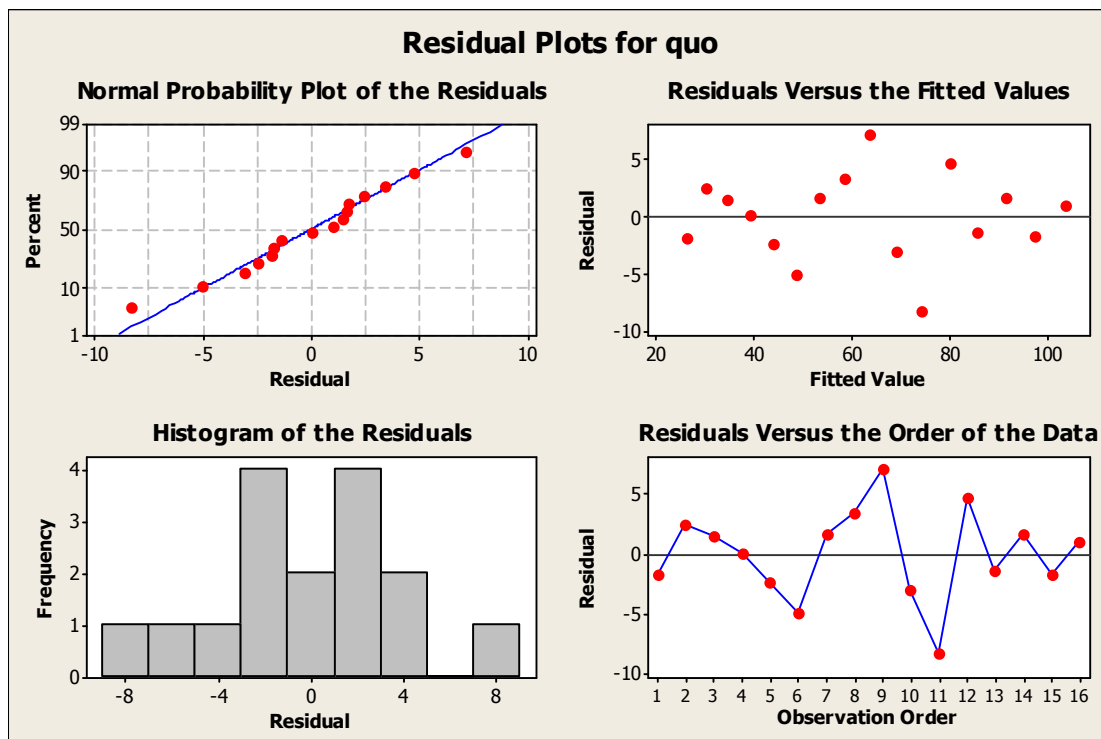 Residual Plots for quo
Normal Probability Plot of the Residuals
99
90
50
10
1
Percent
-10 -5 0 5 10
Residual
Residuals Versus the Fitted Values
5
0
-5
-10
Residual
20 40 60 80 100
Fitted Value
Histogram of the Residuals
4
3
2
1
0
Frequency
-8 -4 0 4 8
Residual
Residuals Versus the Order of the Data
5
0
-5
-10
Residual
1 2 3 4 5 6 7 8 9 10 11 12 13 14 15 16
Observation Order